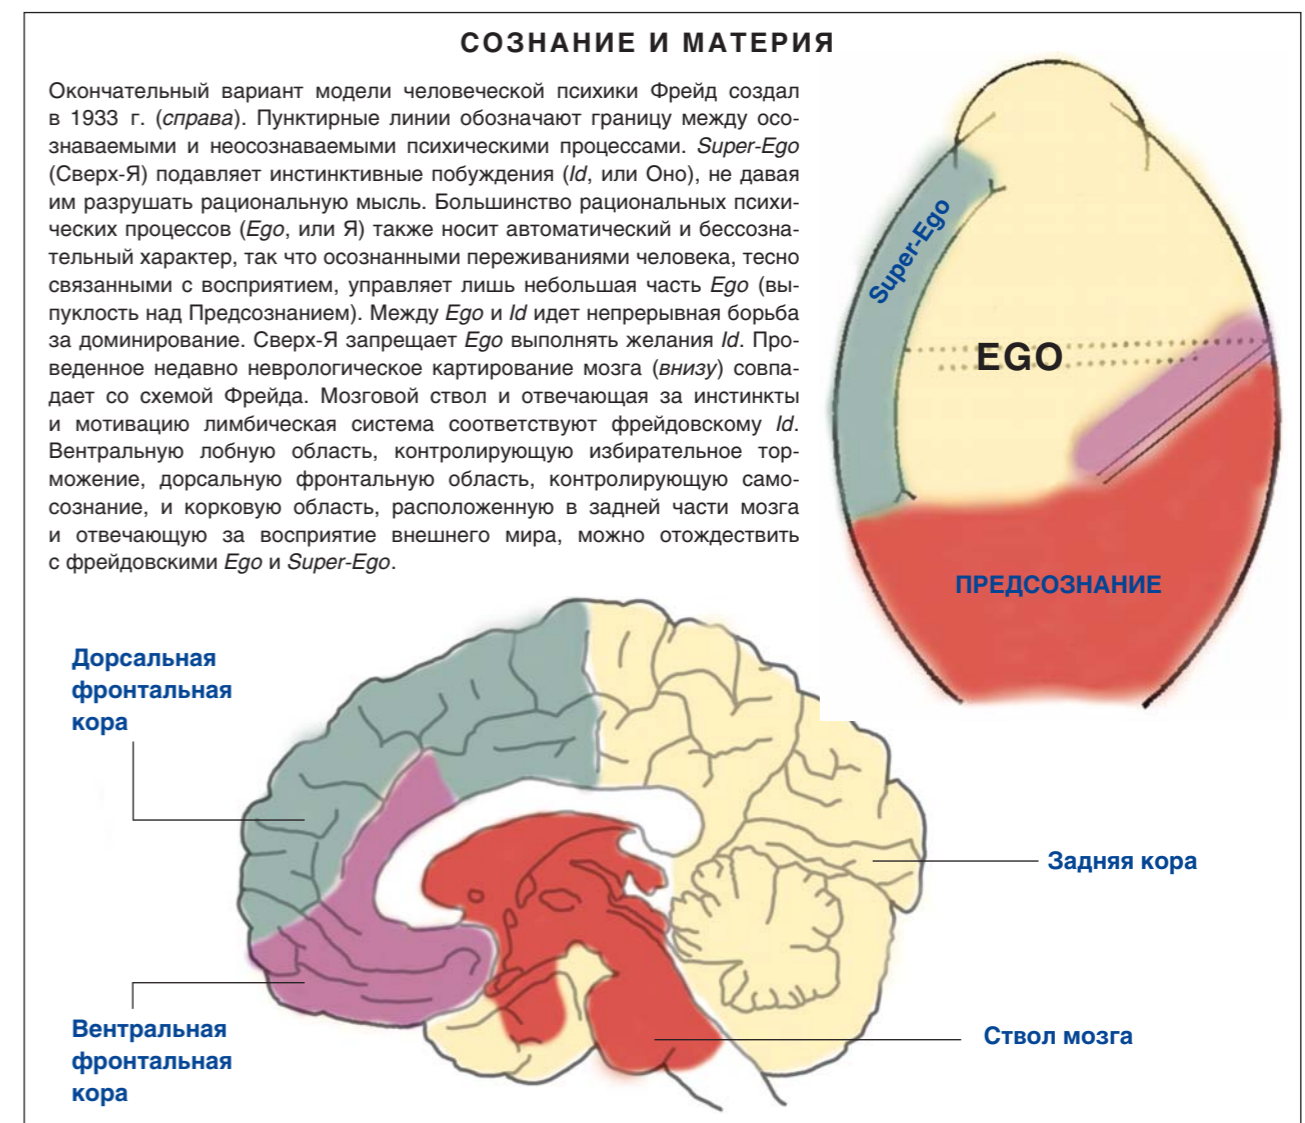 СОЗНАНИЕ И МАТЕРИЯ
Окончательный вариант модели человеческой психики Фрейд создал
в 1933 г. (справа). Пунктирные линии обозначают границу между осо-
знаваемыми и неосознаваемыми психическими процессами. Super-Ego
(Сверх-Я) подавляет инстинктивные побуждения (Id, или Оно), не давая
им разрушать рациональную мысль. Большинство рациональных психи-
ческих процессов (Ego, или Я) также носит автоматический и бессозна-
тельный характер, так что осознанными переживаниями человека, тесно
связанными с восприятием, управляет лишь небольшая часть Ego (вы-
пуклость над Предсознанием). Между Ego и Id идет непрерывная борьба
за доминирование. Сверх-Я запрещает Ego выполнять желания Id. Про-
веденное недавно неврологическое картирование мозга (внизу) совпа-
дает со схемой Фрейда. Мозговой ствол и отвечающая за инстинкты
и мотивацию лимбическая система соответствуют фрейдовскому Id.
Вентральную лобную область, контролирующую избирательное тор-
можение, дорсальную фронтальную область, контролирующую само-
сознание, и корковую область, расположенную в задней части мозга
и отвечающую за восприятие внешнего мира, можно отождествить
с фрейдовскими Ego и Super-Ego.
Super-Ego
EGO
ПРЕДСОЗНАНИЕ
Дорсальная
фронтальная
кора
Задняя кора
Вентральная
фронтальная
кора
Ствол мозга